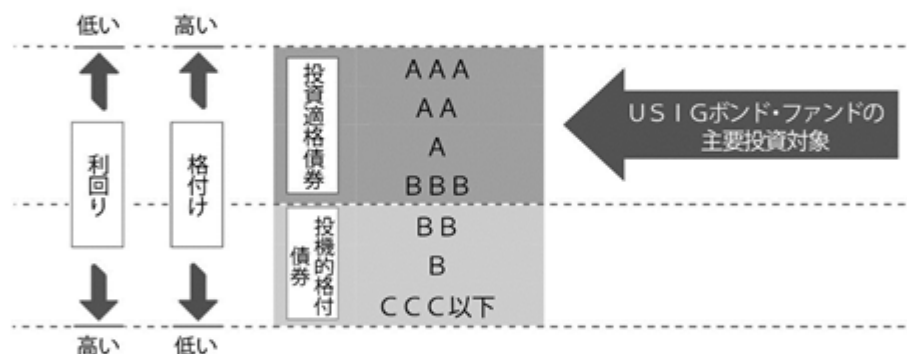 低い
高い
利回り
格付け
高い
低い
投資適格債券
AAA
AA
A
BBB
投機的格付
債券
BB
B
CCC以下
USIGボンド・ファンドの
主要投資対象